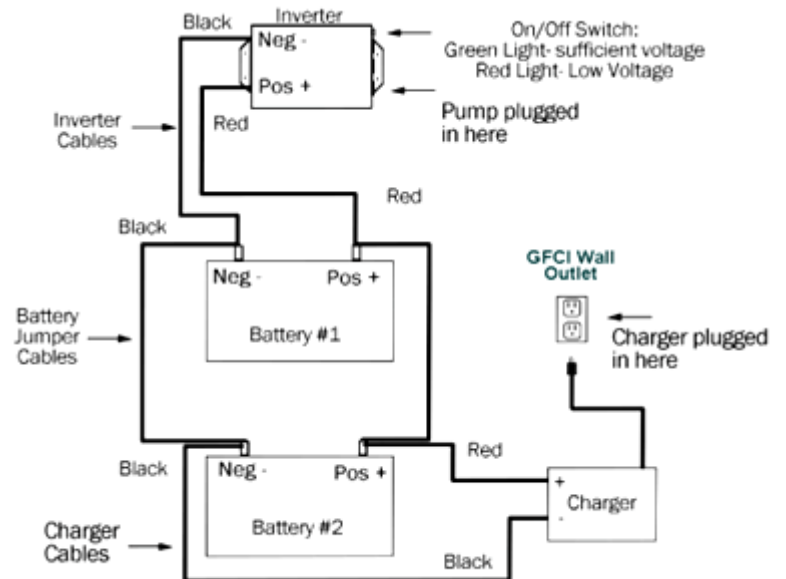 Black
Inverter
Neg -
Pos +
On/Off Switch:
Green Light- sufficient voltage
Red Light- Low Voltage
Pump plugged
in here
Inverter
Cables
Red
Red
Black
Neg -
Pos +
Battery #1
GFCI Wall
Outlet
Charger plugged
in here
Battery
Jumper
Cables
Black
Neg -
Pos +
Battery #2
Red
+
-
Charger
Charger
Cables
Black